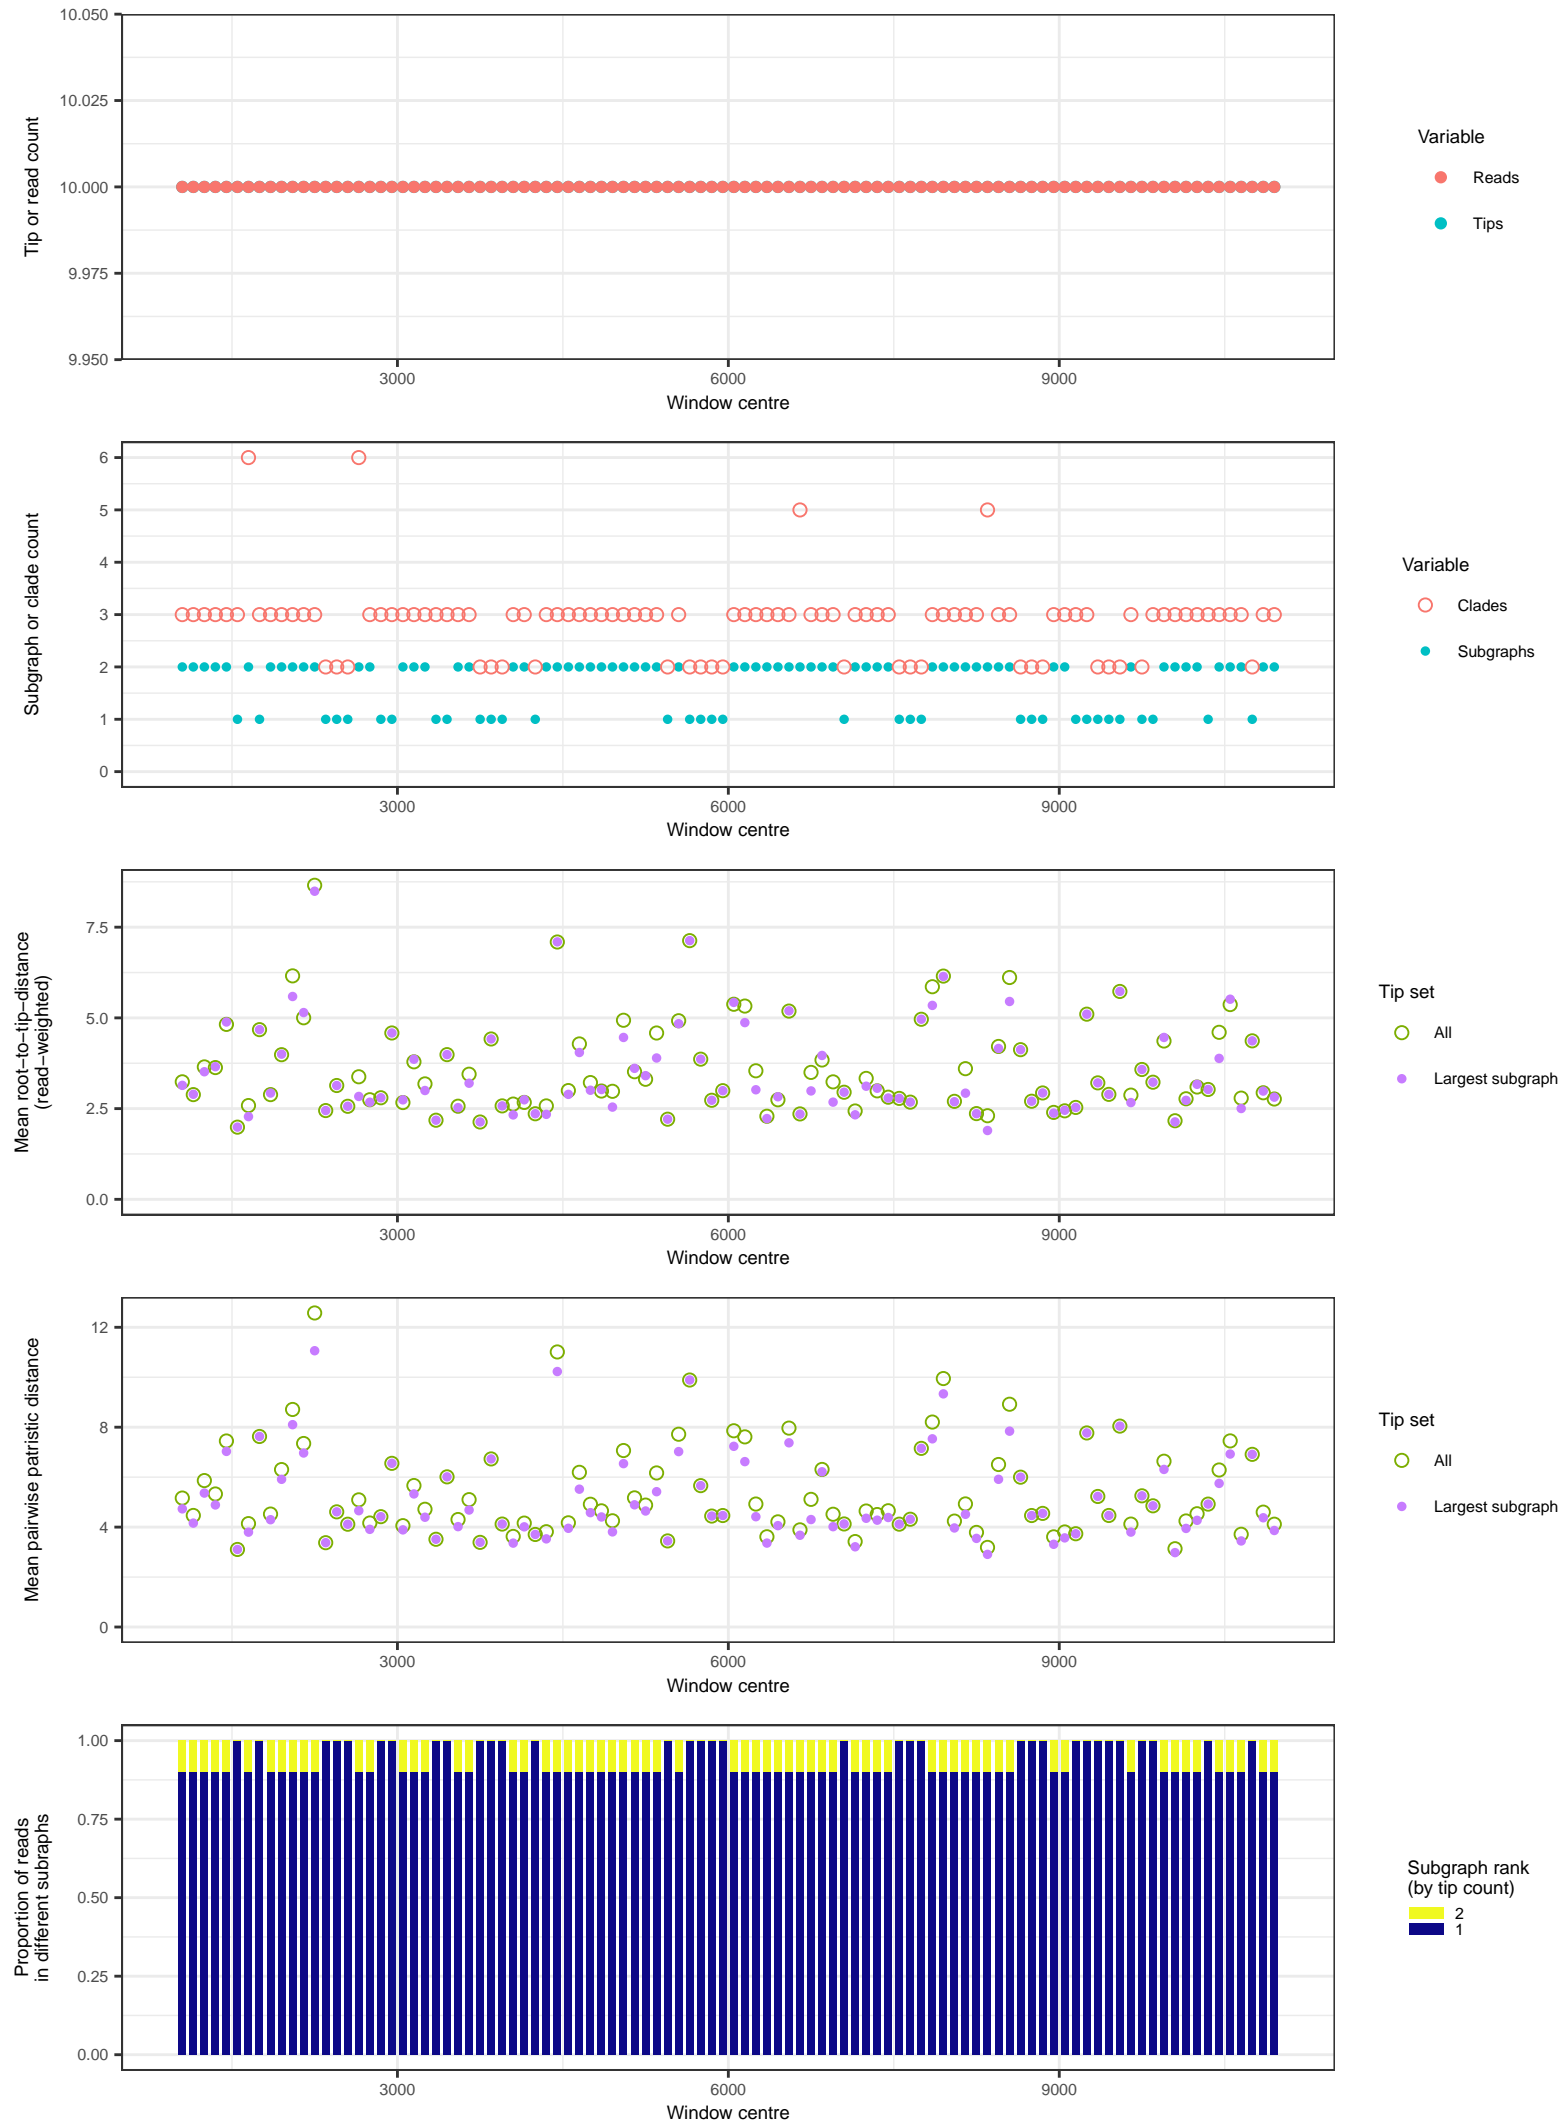 10.050
10.025
10.000
9.975
9.950
Tip or read count
3000 6000 9000
Window centre
Variable
Reads
Tips
6
5
4
3
2
1
0
Subgraph or clade count
3000 6000 9000
Window centre
Variable
Clades
Subgraphs
7.5
5.0
2.5
0.0
Mean root−to−tip−distance
(read−weighted)
3000 6000 9000
Window centre
Tip set
All
Largest subgraph
12
8
4
0
Mean pairwise patristic distance
3000 6000 9000
Window centre
Tip set
All
Largest subgraph
1.00
0.75
0.50
0.25
0.00
Proportion of reads
in different subraphs
3000 6000 9000
Window centre
Subgraph rank
(by tip count)
2
1